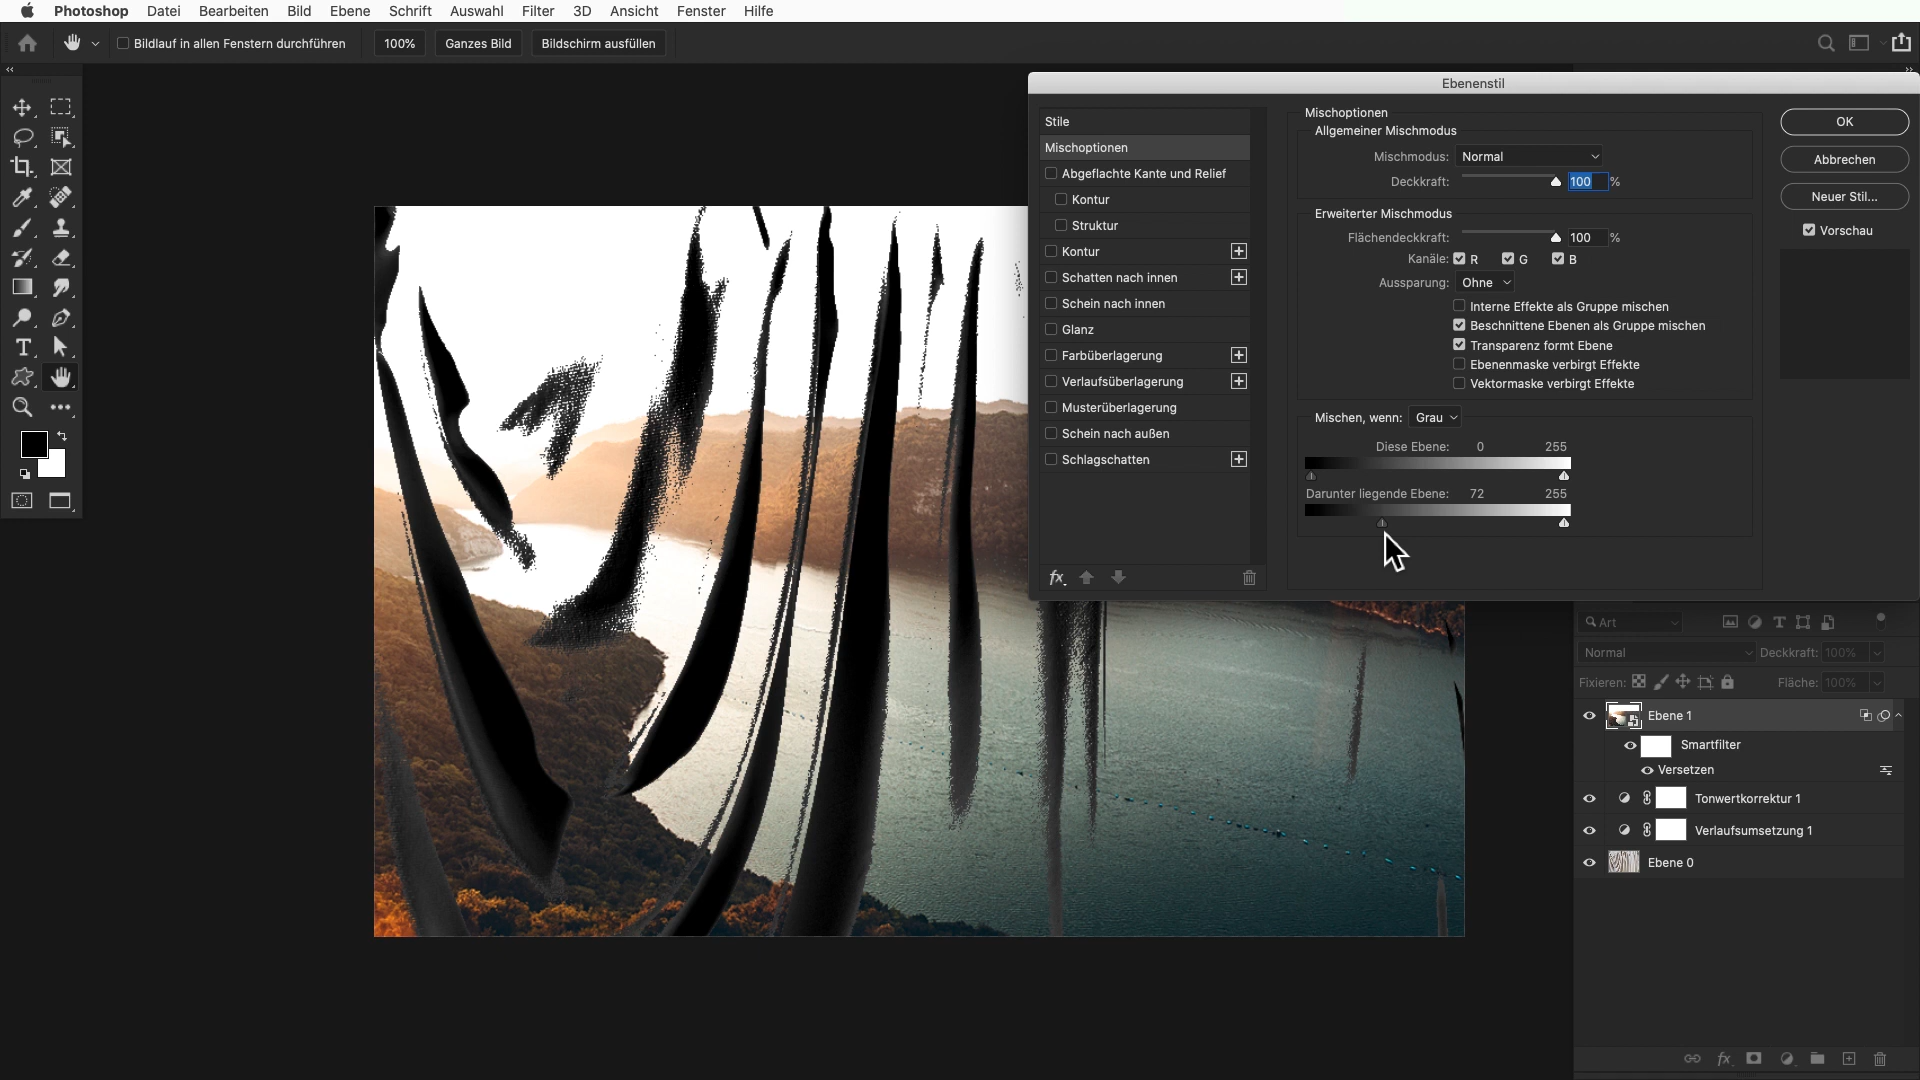 Photoshop Datei Bearbeiten Bild Ebene Schrift Auswahl Filter 3D Ansicht Fenster Hilfe
Bildlauf in allen Fenstern durchführen 100% Ganzes Bild Bildschirm ausfüllen
Ebenenstil
Stile
Mischoptionen
Abgeflachte Kante und Relief
Kontur
Struktur
Kontur
Schatten nach innen
Schein nach innen
Glanz
Farbüberlagerung
Verlaufsüberlagerung
Musterüberlagerung
Schein nach außen
Schlagschatten
fx
Mischoptionen
Allgemeiner Mischmodus
Mischmodus: Normal
Deckkraft: 100 %
Erweiterter Mischmodus
Flächendeckkraft: 100 %
Kanäle: R G B
Aussparung: Ohne
Interne Effekte als Gruppe mischen
Beschnittene Ebenen als Gruppe mischen
Transparenz formt Ebene
Ebenenmaske verbirgt Effekte
Vektormaske verbirgt Effekte
Mischen, wenn: Grau
Diese Ebene: 0 255
Darunter liegende Ebene: 72 255
OK
Abbrechen
Neuer Stil...
Vorschau
Art
Normal Deckkraft: 100%
Fixieren: Fläche: 100%
Ebene 1
Smartfilter
Versetzen
Tonwertkorrektur 1
Verlaufsumsetzung 1
Ebene 0
fx